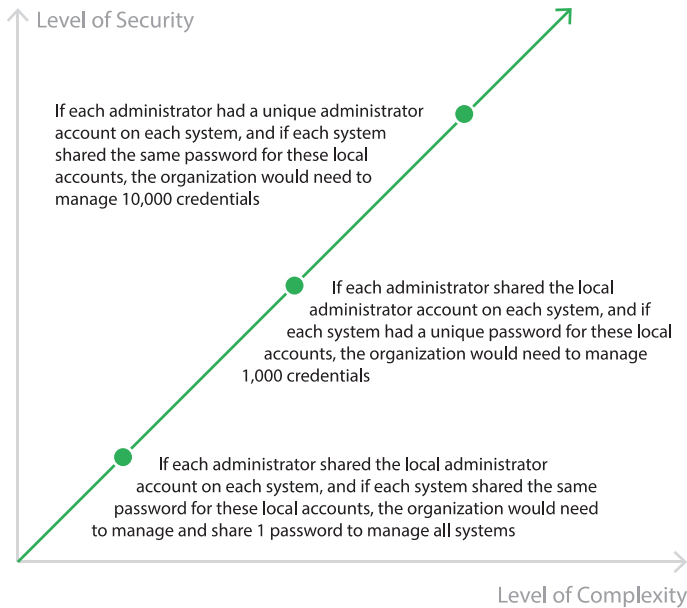 Level of Security
If each administrator had a unique administrator
account on each system, and if each system
shared the same password for these local
accounts, the organization would need to
manage 10,000 credentials
If each administrator shared the local
administrator account on each system, and if
each system had a unique password for these local
accounts, the organization would need to manage
1,000 credentials
If each administrator shared the local administrator
account on each system, and if each system shared the same
password for these local accounts, the organization would need
to manage and share 1 password to manage all systems
Level of Complexity